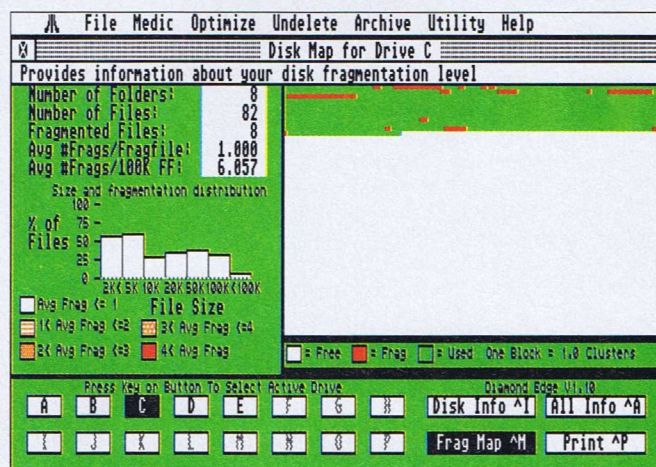 File Medic Optimize Undelete Archive Utility Help
Disk Map for Drive C
Provides information about your disk fragmentation level
Number of Folders: 8
Number of Files: 82
Fragmented Files: 8
Avg #Frags/Fragfile: 1.000
Avg #Frags/100K FF: 6.057
Size and fragmentation distribution
100
% of 75
Files 50
25
0
2K< 5K 10K 20K 50K 100K <100K
File Size
Avg Frag <= 1
1< Avg Frag <=2 3< Avg Frag <=4
2< Avg Frag <=3 4< Avg Frag
= Free = Frag = Used One Block = 1.0 Clusters
Press Key or Button To Select Active Drive
Diamond Edge V1.10
A B C D E F G H Disk Info ^I All Info ^A
I J K L M N O P Frag Map ^M Print ^P